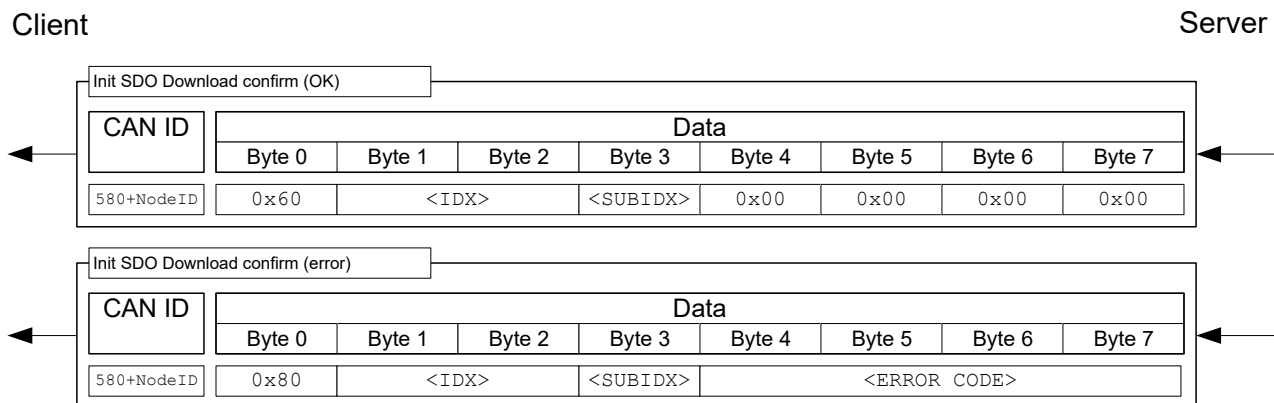 Client Server
Init SDO Download confirm (OK)
CAN ID Data
Byte 0 Byte 1 Byte 2 Byte 3 Byte 4 Byte 5 Byte 6 Byte 7
580+NodeID 0x60 <IDX> <SUBIDX> 0x00 0x00 0x00 0x00
Init SDO Download confirm (error)
CAN ID Data
Byte 0 Byte 1 Byte 2 Byte 3 Byte 4 Byte 5 Byte 6 Byte 7
580+NodeID 0x80 <IDX> <SUBIDX> <ERROR CODE>